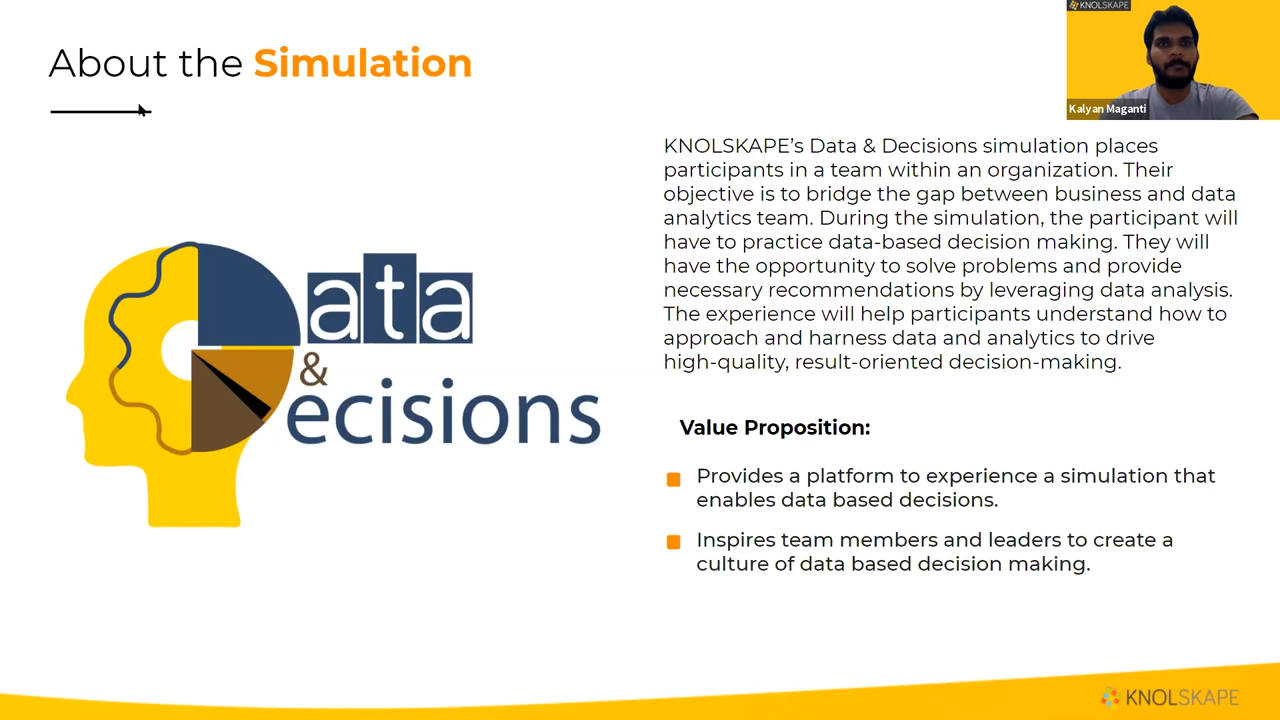 About the Simulation
KNOLSKAPE
Kalyan Maganti
KNOLSKAPE's Data & Decisions simulation places
participants in a team within an organization. Their
objective is to bridge the gap between business and data
analytics team. During the simulation, the participant will
have to practice data-based decision making. They will
have the opportunity to solve problems and provide
necessary recommendations by leveraging data analysis.
The experience will help participants understand how to
approach and harness data and analytics to drive
high-quality, result-oriented decision-making.
Data
&
Decisions
Value Proposition:
Provides a platform to experience a simulation that
enables data based decisions.
Inspires team members and leaders to create a
culture of data based decision making.
KNOLSKAPE